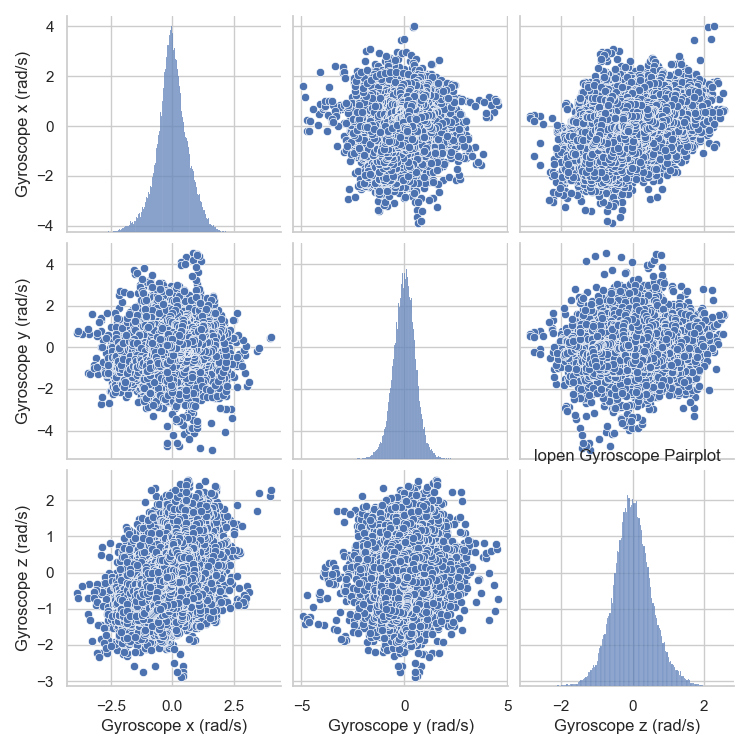 Gyroscope x (rad/s)
4
2
0
−2
−4
Gyroscope y (rad/s)
4
2
0
−2
−4
lopen Gyroscope Pairplot
Gyroscope z (rad/s)
2
1
0
−1
−2
−3
−2.5 0.0 2.5 −5 0 5 −2 0 2
Gyroscope x (rad/s) Gyroscope y (rad/s) Gyroscope z (rad/s)